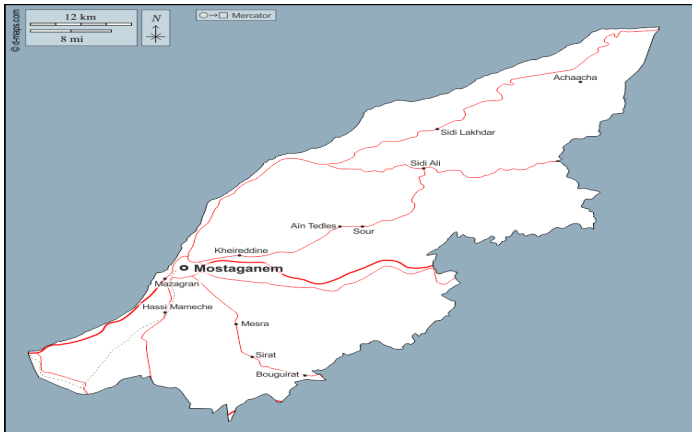 12 km
8 mi
N
Mercator
© d-maps.com
Achaacha
Sidi Lakhdar
Sidi Ali
Aïn Tedles
Sour
Kheireddine
Mostaganem
Mazagran
Hassi Mameche
Mesra
Sirat
Bouguirat